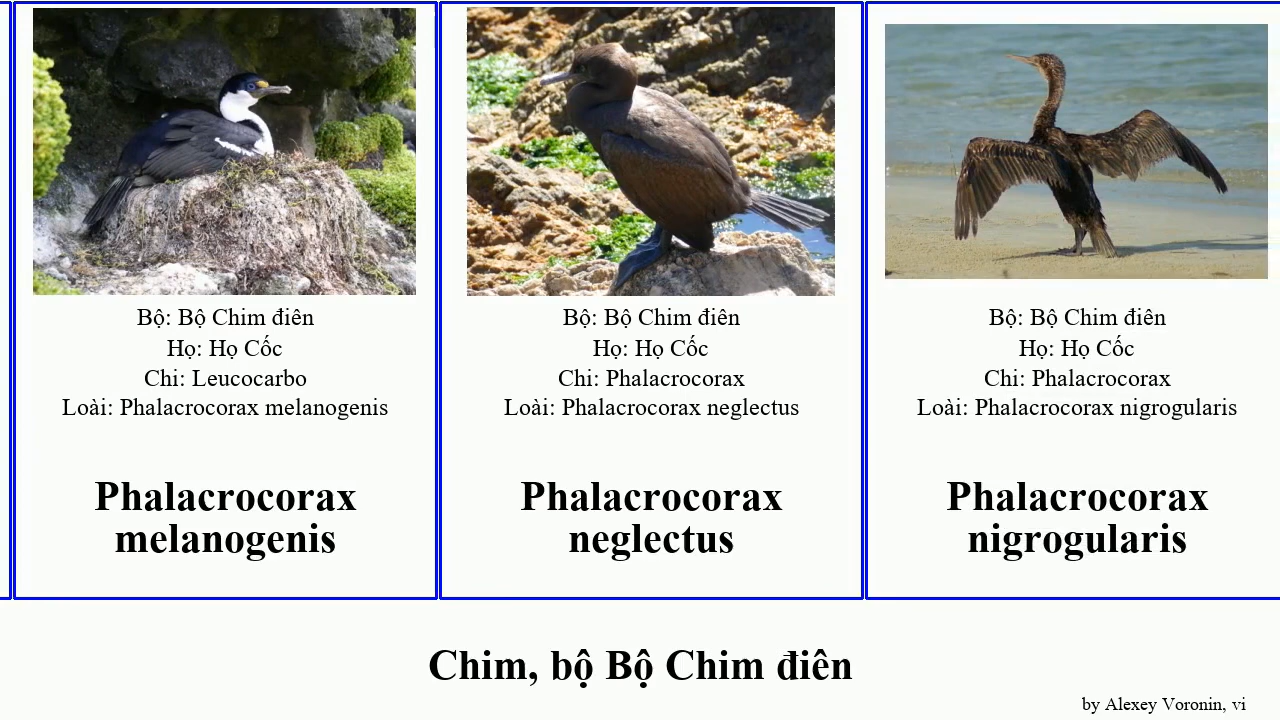 Bộ: Bộ Chim điên
Họ: Họ Cốc
Chi: Leucocarbo
Loài: Phalacrocorax melanogenis
Phalacrocorax
melanogenis
Bộ: Bộ Chim điên
Họ: Họ Cốc
Chi: Phalacrocorax
Loài: Phalacrocorax neglectus
Phalacrocorax
neglectus
Bộ: Bộ Chim điên
Họ: Họ Cốc
Chi: Phalacrocorax
Loài: Phalacrocorax nigrogularis
Phalacrocorax
nigrogularis
Chim, bộ Bộ Chim điên
by Alexey Voronin, vi